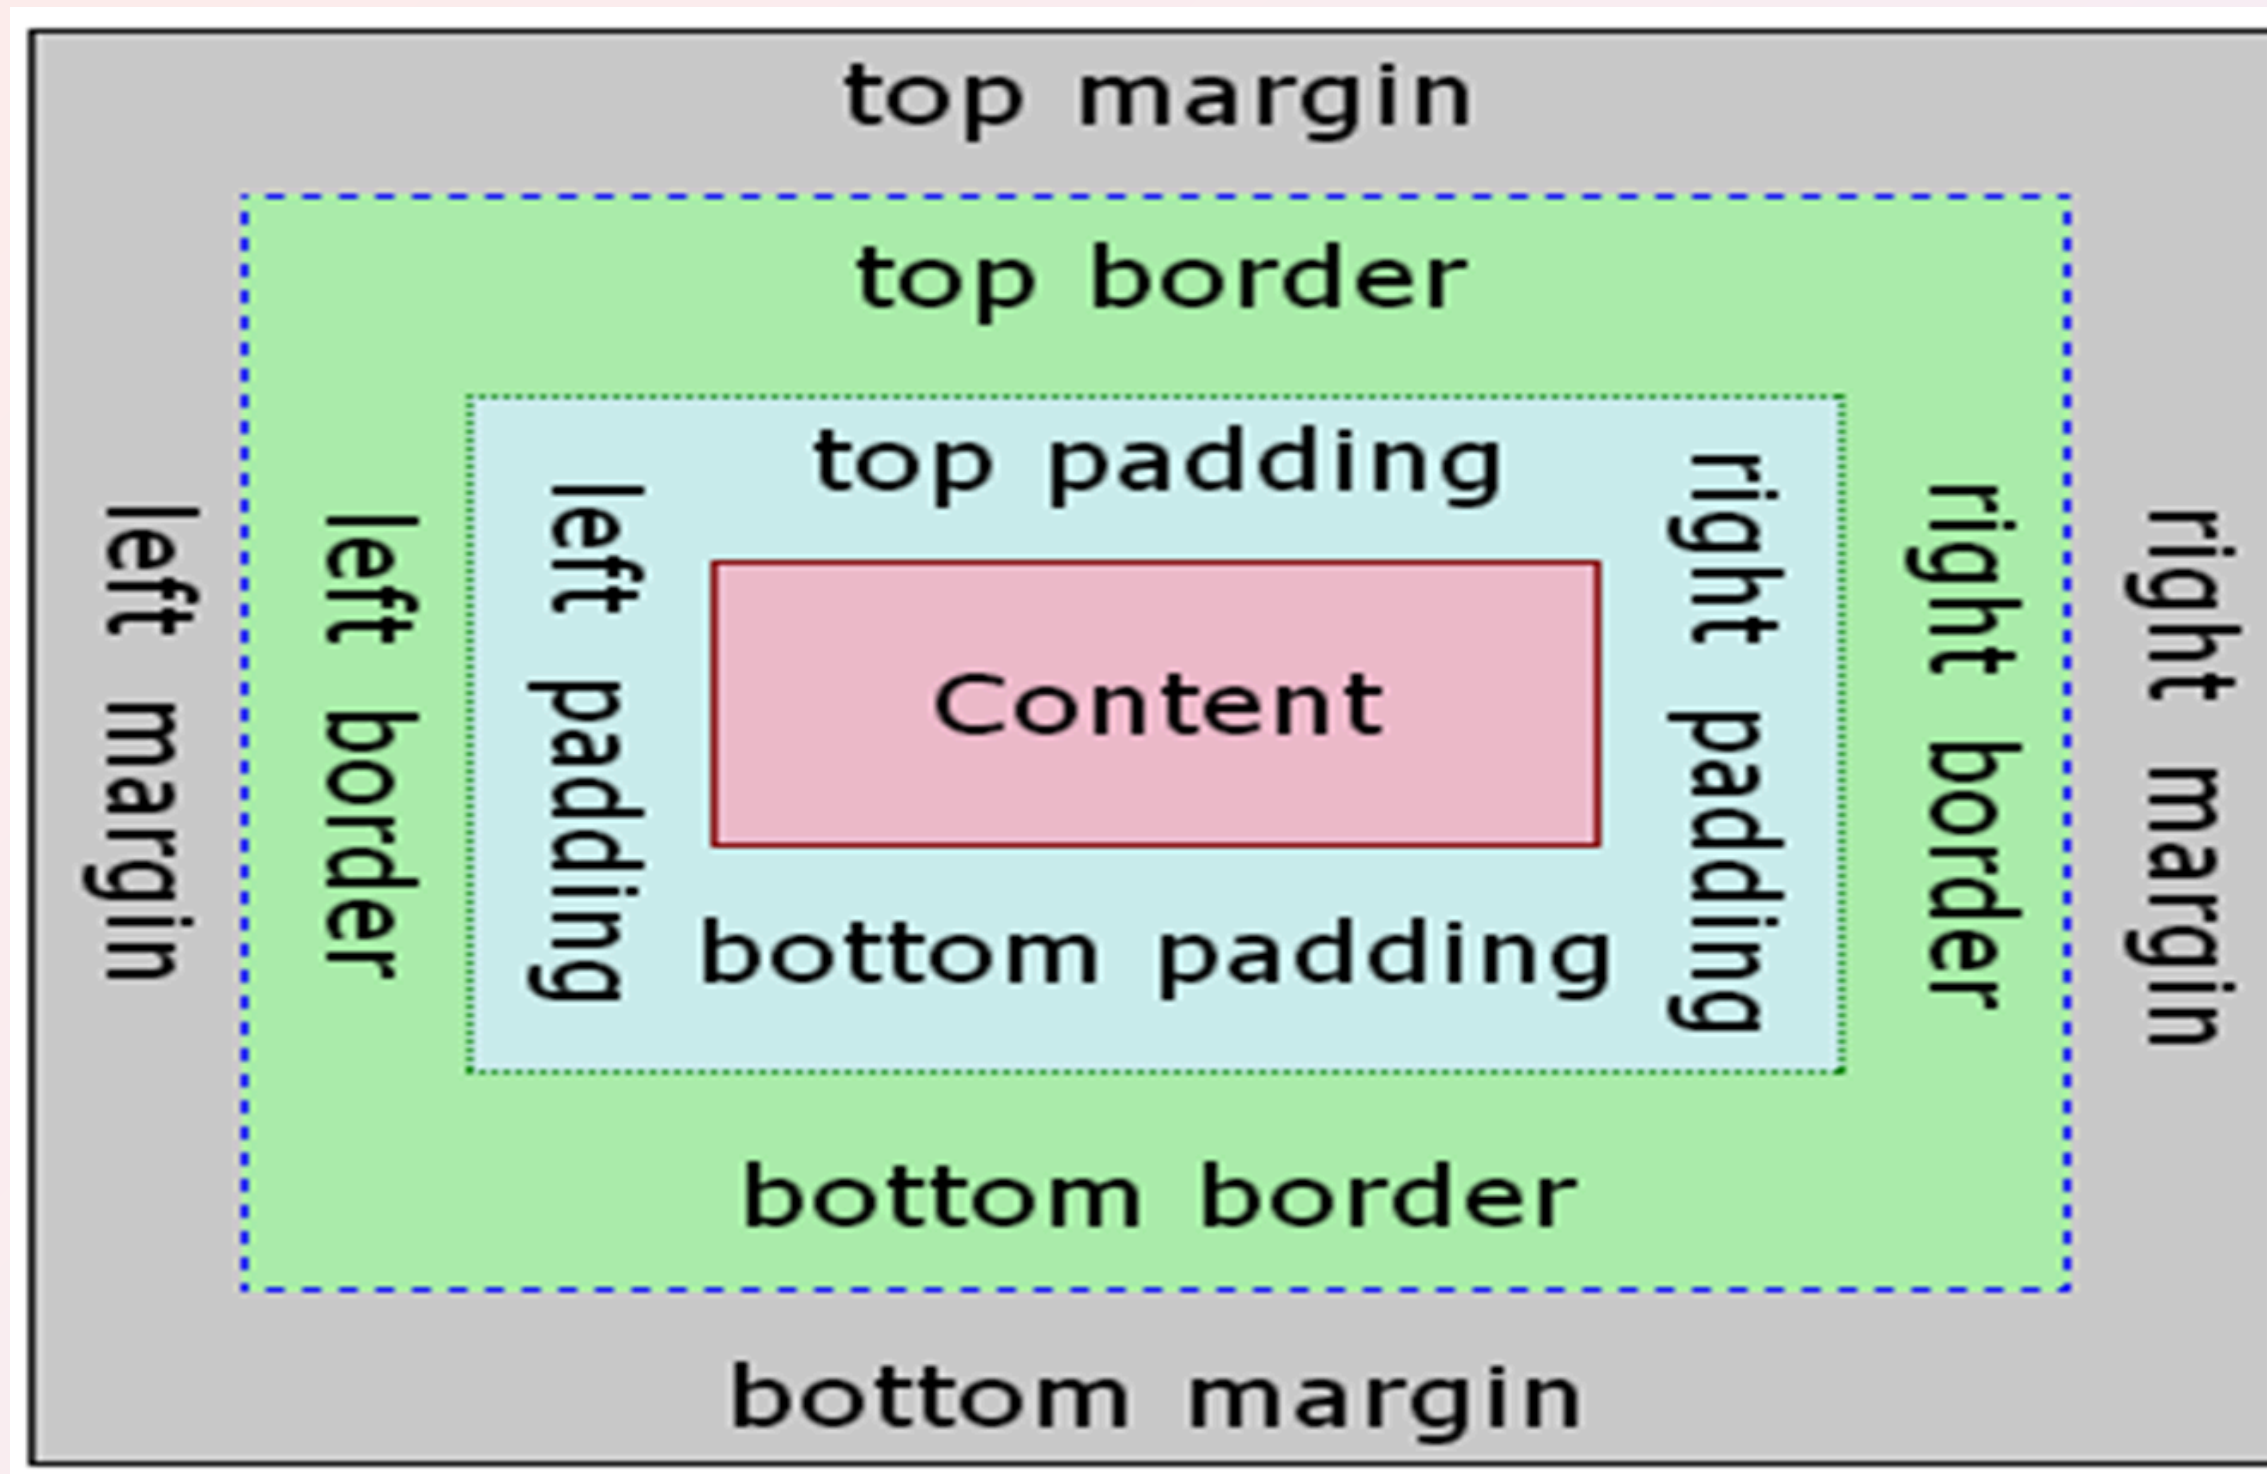 top margin
top border
top padding
left margin
left border
left padding
Content
right padding
right border
right margin
bottom padding
bottom border
bottom margin